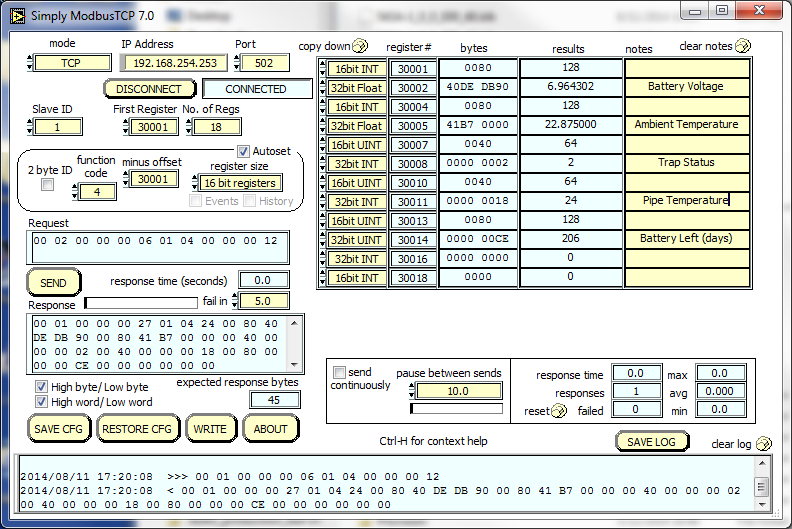 Simply ModbusTCP 7.0
mode IP Address Port
TCP 192.168.254.253 502
DISCONNECT CONNECTED
Slave ID First Register No. of Regs
1 30001 18
Autoset
2 byte ID function code minus offset register size
4 30001 16 bit registers
Events History
Request
00 02 00 00 00 06 01 04 00 00 00 12
SEND response time (seconds) 0.0
Response fail in 5.0
00 01 00 00 00 27 01 04 24 00 80 40
DE DB 90 00 80 41 B7 00 00 00 40 00
00 00 02 00 40 00 00 00 18 00 80 00
00 00 CE 00 00 00 00 00 00
High byte/ Low byte expected response bytes
High word/ Low word 45
SAVE CFG RESTORE CFG WRITE ABOUT
copy down register # bytes results notes clear notes
16bit INT 30001 0080 128
32bit Float 30002 40DE DB90 6.964302 Battery Voltage
16bit INT 30004 0080 128
32bit Float 30005 41B7 0000 22.875000 Ambient Temperature
16bit UINT 30007 0040 64
32bit INT 30008 0000 0002 2 Trap Status
16bit UINT 30010 0040 64
32bit INT 30011 0000 0018 24 Pipe Temperature
16bit UINT 30013 0080 128
32bit UINT 30014 0000 00CE 206 Battery Left (days)
32bit INT 30016 0000 0000 0
16bit INT 30018 0000 0
send continuously pause between sends
10.0
response time 0.0 max 0.0
responses 1 avg 0.000
reset failed 0 min 0.0
Ctrl-H for context help SAVE LOG clear log
2014/08/11 17:20:08 >>> 00 01 00 00 00 06 01 04 00 00 00 12
2014/08/11 17:20:08 < 00 01 00 00 00 27 01 04 24 00 80 40 DE DB 90 00 80 41 B7 00 00 00 40 00 00 00 02
00 40 00 00 00 18 00 80 00 00 00 CE 00 00 00 00 00 00